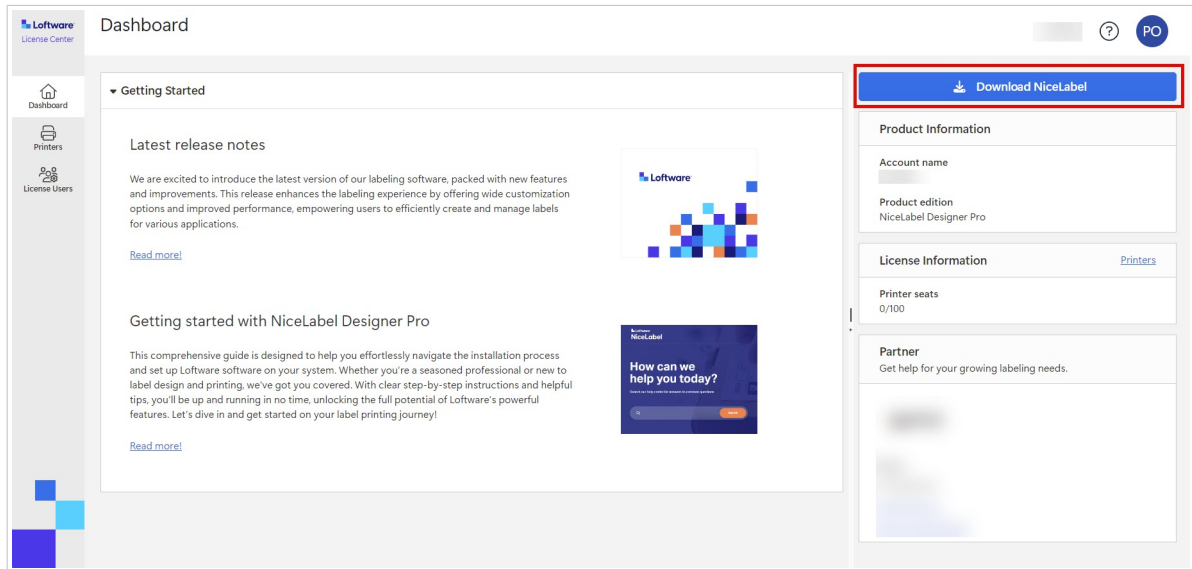 Loftware
License Center
Dashboard
?
PO
Dashboard
Printers
License Users
Getting Started
Latest release notes
We are excited to introduce the latest version of our labeling software, packed with new features
and improvements. This release enhances the labeling experience by offering wide customization
options and improved performance, empowering users to efficiently create and manage labels
for various applications.
Read more!
Loftware
Getting started with NiceLabel Designer Pro
This comprehensive guide is designed to help you effortlessly navigate the installation process
and set up Loftware software on your system. Whether you're a seasoned professional or new to
label design and printing, we've got you covered. With clear step-by-step instructions and helpful
tips, you'll be up and running in no time, unlocking the full potential of Loftware's powerful
features. Let's dive in and get started on your label printing journey!
Read more!
Loftware
NiceLabel
How can we
help you today?
Download NiceLabel
Product Information
Account name
Product edition
NiceLabel Designer Pro
License Information
Printers
Printer seats
0/100
Partner
Get help for your growing labeling needs.